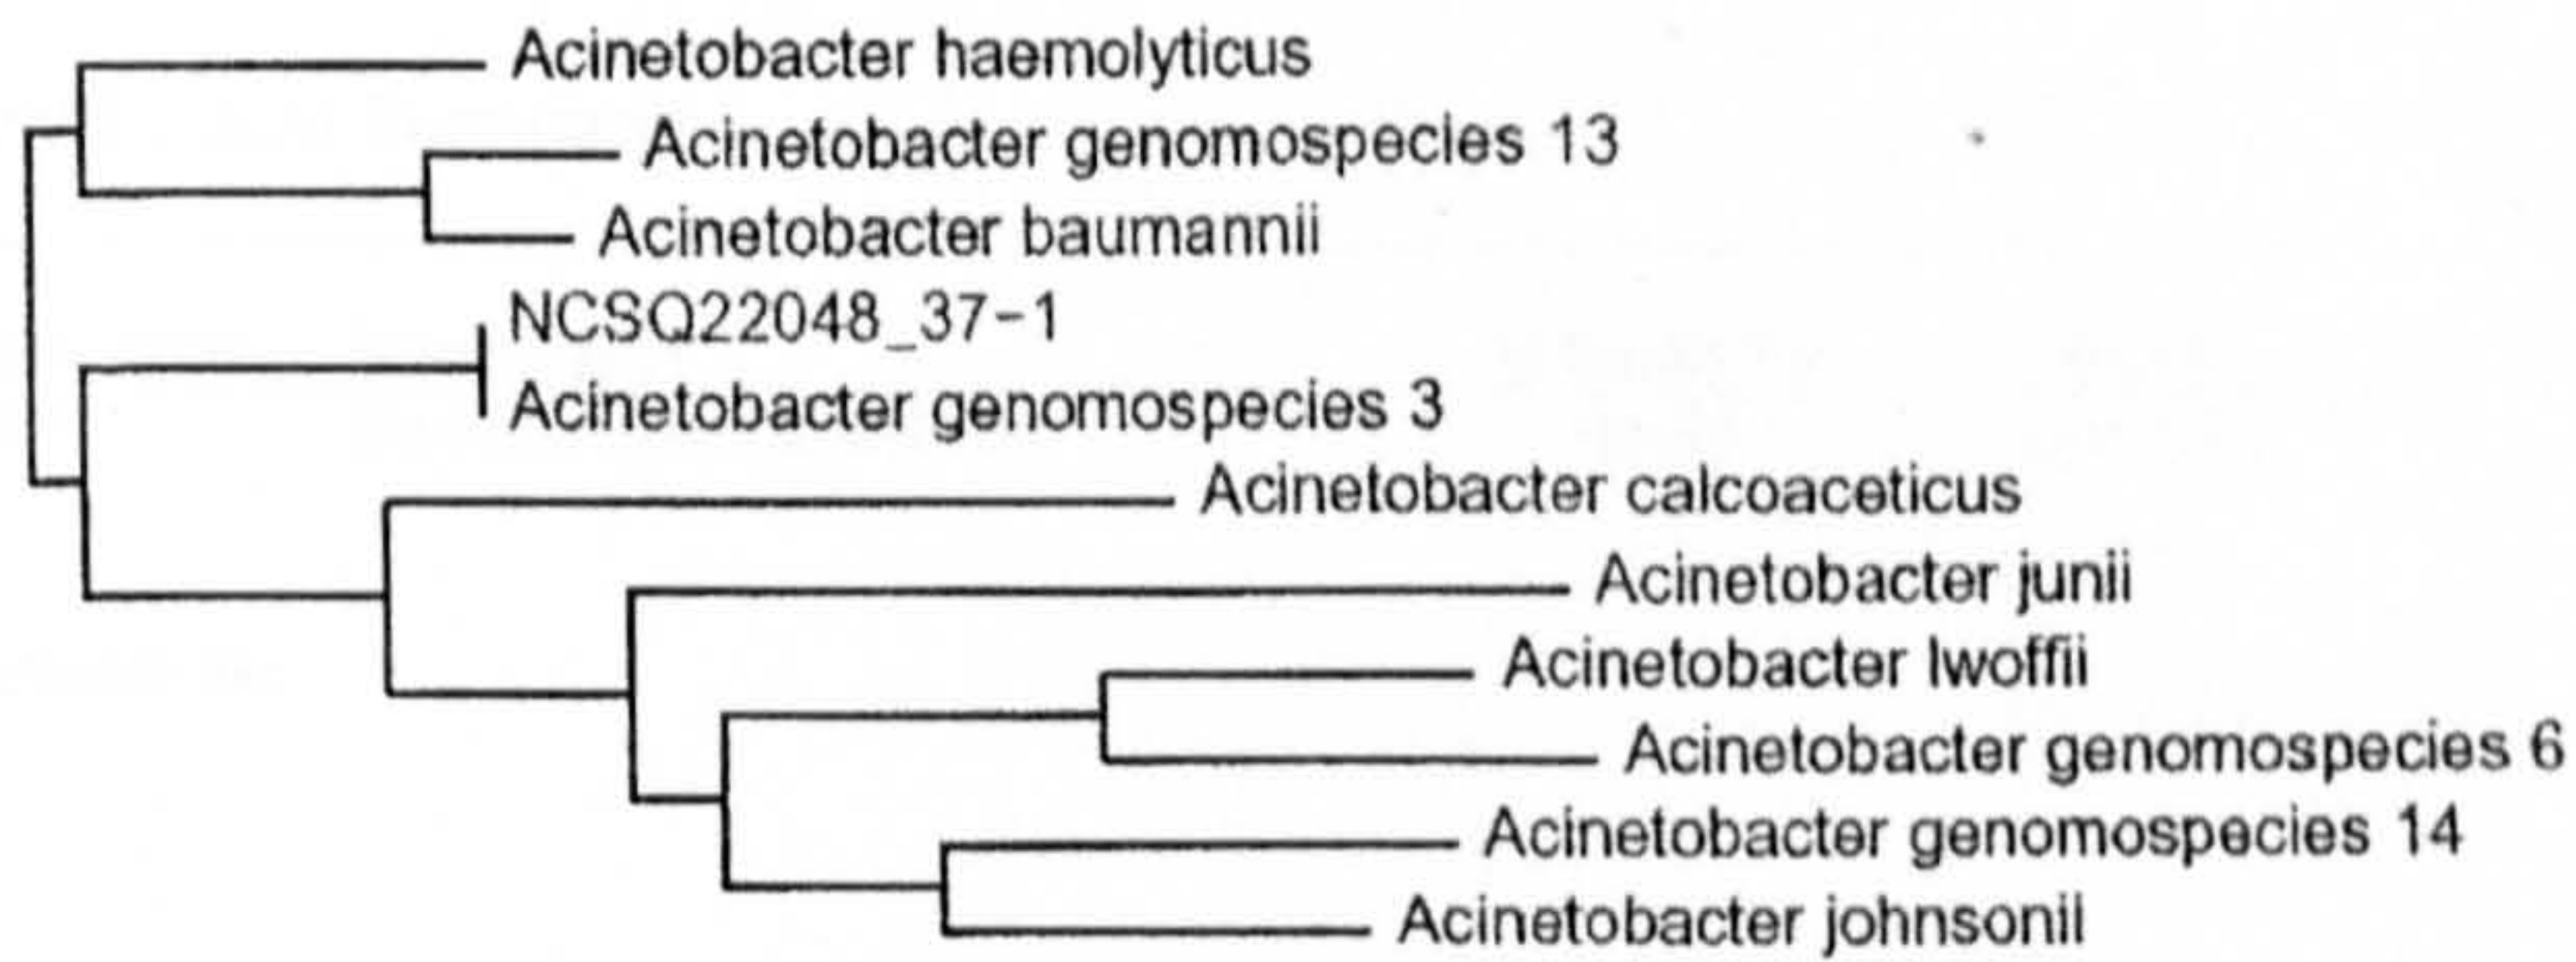 Acinetobacter haemolyticus
Acinetobacter genomospecies 13
Acinetobacter baumannii
NCSQ22048_37-1
Acinetobacter genomospecies 3
Acinetobacter calcoaceticus
Acinetobacter junii
Acinetobacter lwoffii
Acinetobacter genomospecies 6
Acinetobacter genomospecies 14
Acinetobacter johnsonii